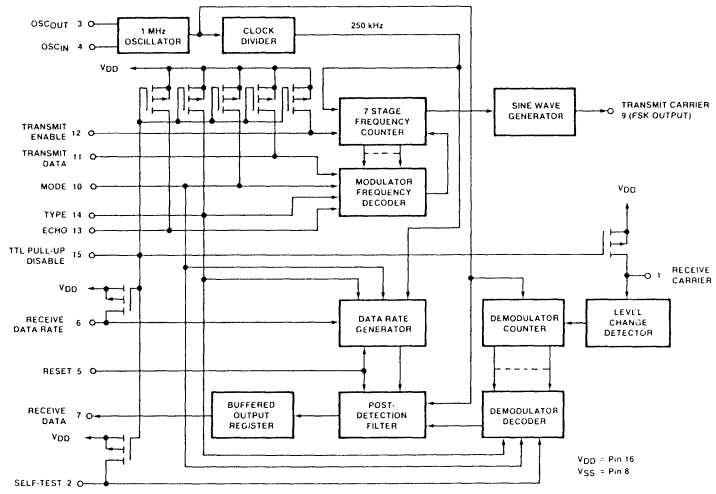 OSCOUT 3
OSCIN 4
1 MHz
OSCILLATOR
CLOCK
DIVIDER
250 kHz
VDD
7 STAGE
FREQUENCY
COUNTER
SINE WAVE
GENERATOR
TRANSMIT CARRIER
9 (FSK OUTPUT)
TRANSMIT
ENABLE 12
TRANSMIT
DATA 11
MODE 10
TYPE 14
ECHO 13
TTL PULL-UP
DISABLE 15
MODULATOR
FREQUENCY
DECODER
VDD
1 RECEIVE
CARRIER
VDD
RECEIVE
DATA RATE 6
DATA RATE
GENERATOR
DEMODULATOR
COUNTER
LEVEL
CHANGE
DETECTOR
RESET 5
RECEIVE
DATA 7
BUFFERED
OUTPUT
REGISTER
POST-
DETECTION
FILTER
DEMODULATOR
DECODER
VDD
SELF-TEST 2
VDD = Pin 16
VSS = Pin 8